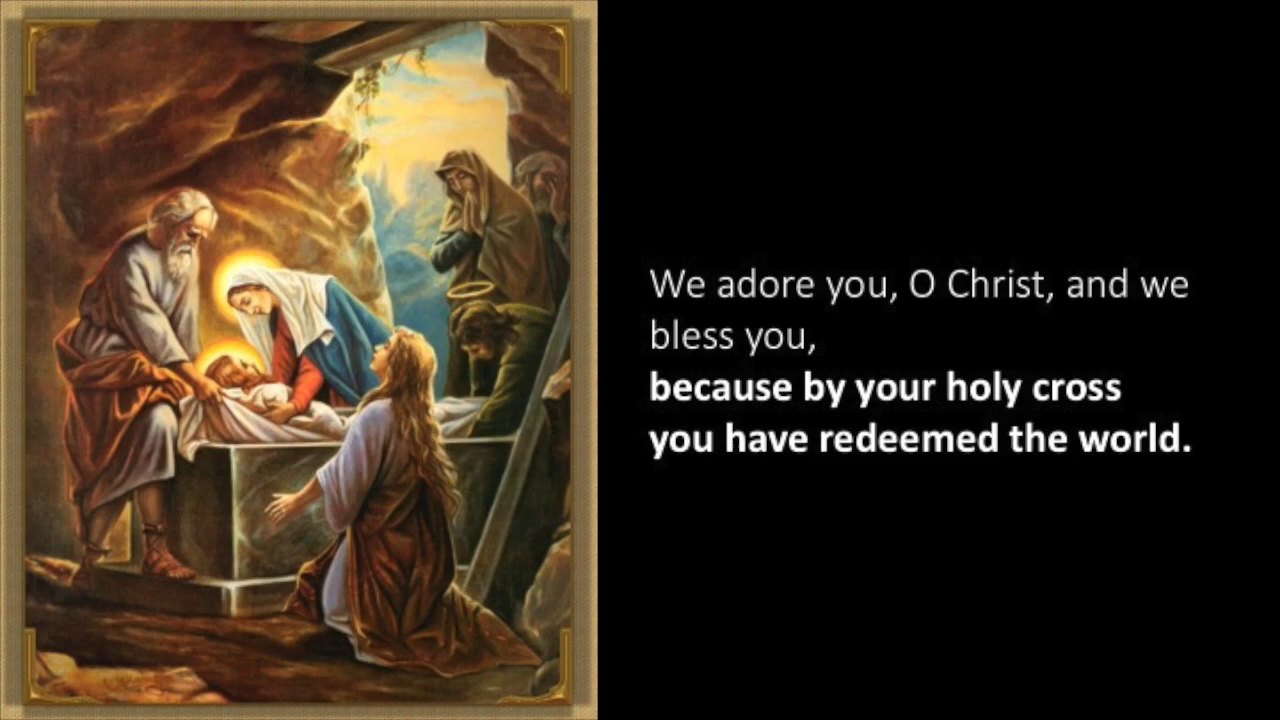 We adore you, O Christ, and we
bless you,
because by your holy cross
you have redeemed the world.